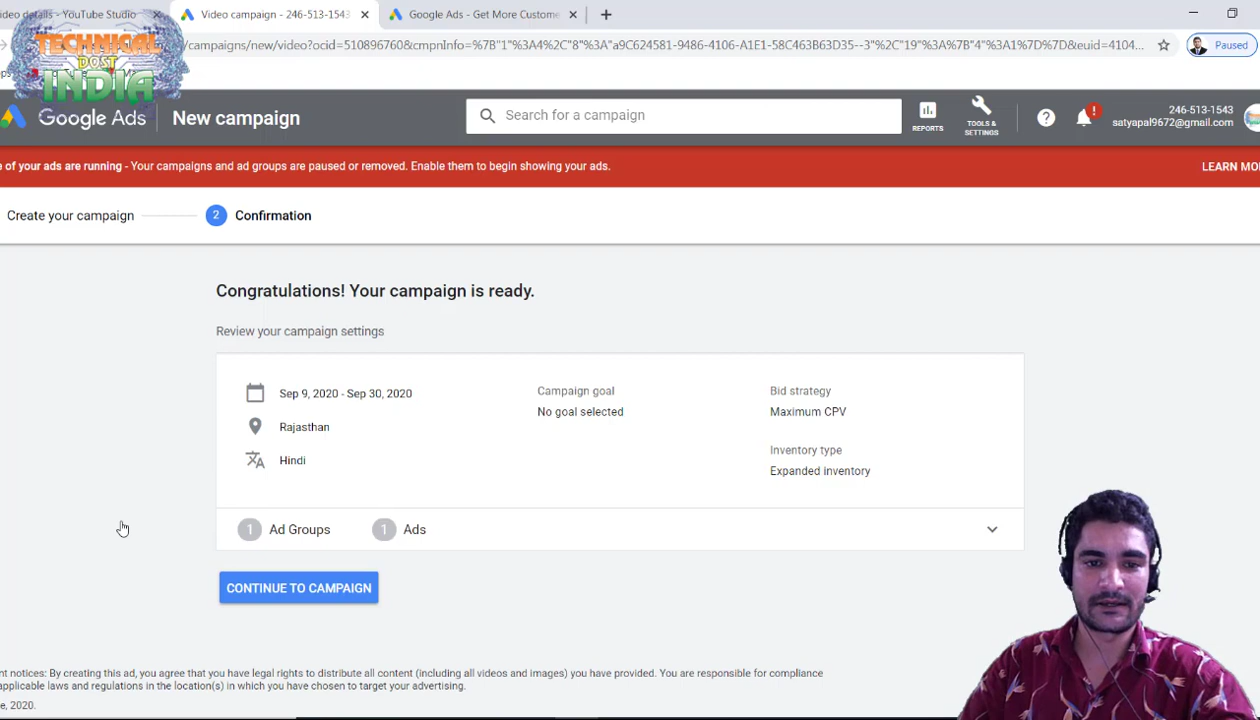 ideo details - YouTube Studio
Video campaign - 246-513-1543
Google Ads - Get More Custome
/campaigns/new/video?ocid=510896760&cmpnInfo=%7B"1"%3A4%2C"8"%3A"a9C624581-9486-4106-A1E1-58C463B63D35--3"%2C"19"%3A%7B"4"%3A1%7D%7D&euid=4104...
Paused
TECHNICAL
DOST
INDIA
Google Ads
New campaign
Search for a campaign
REPORTS
TOOLS &
SETTINGS
246-513-1543
satyapal9672@gmail.com
e of your ads are running - Your campaigns and ad groups are paused or removed. Enable them to begin showing your ads.
LEARN MO
Create your campaign
2 Confirmation
Congratulations! Your campaign is ready.
Review your campaign settings
Sep 9, 2020 - Sep 30, 2020
Rajasthan
Hindi
Campaign goal
No goal selected
Bid strategy
Maximum CPV
Inventory type
Expanded inventory
1 Ad Groups
1 Ads
CONTINUE TO CAMPAIGN
nt notices: By creating this ad, you agree that you have legal rights to distribute all content (including all videos and images) you have provided. You are responsible for compliance
applicable laws and regulations in the location(s) in which you have chosen to target your advertising.
e, 2020.